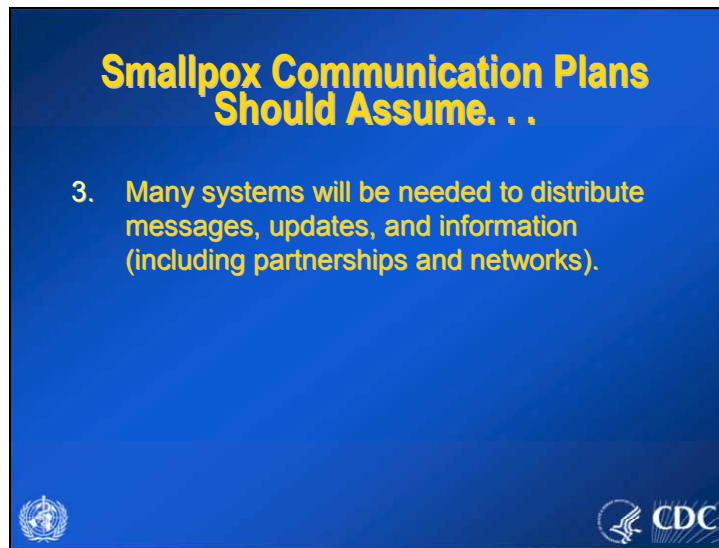 Smallpox Communication Plans
Should Assume. . .
3. Many systems will be needed to distribute
messages, updates, and information
(including partnerships and networks).
CDC